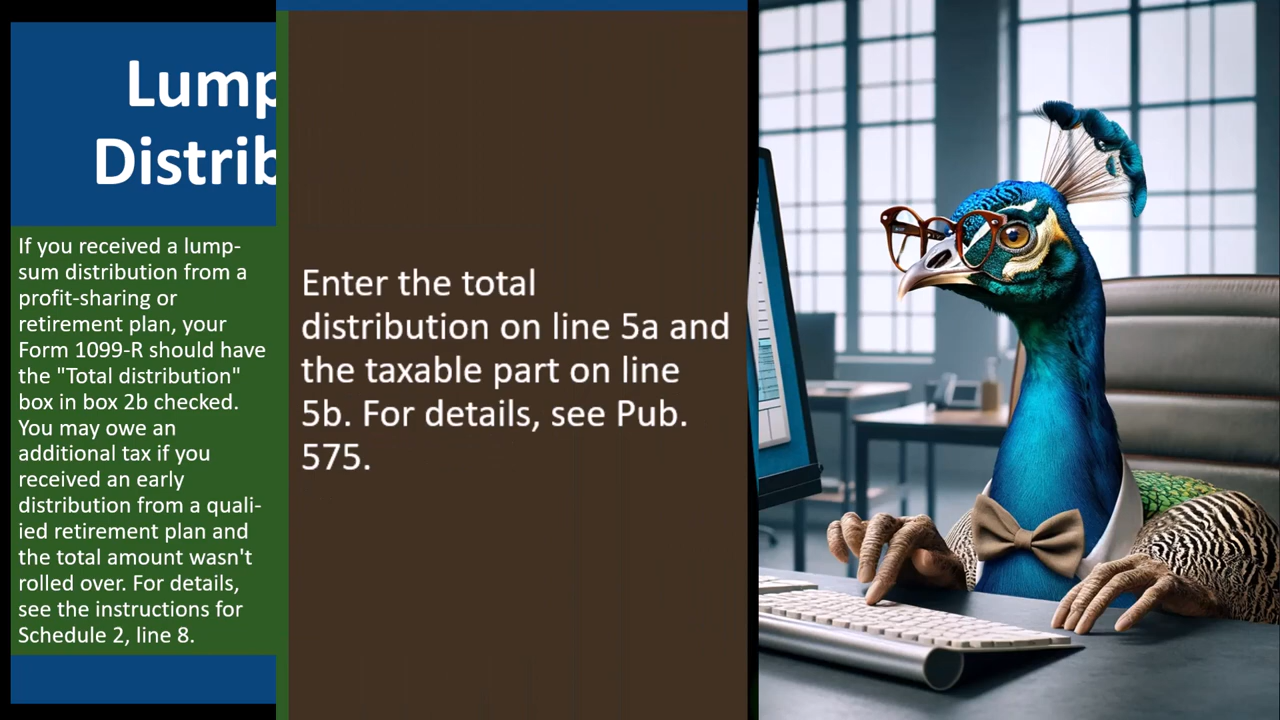 Lump
Distrib
If you received a lump-
sum distribution from a
profit-sharing or
retirement plan, your
Form 1099-R should have
the "Total distribution"
box in box 2b checked.
You may owe an
additional tax if you
received an early
distribution from a quali-
ied retirement plan and
the total amount wasn't
rolled over. For details,
see the instructions for
Schedule 2, line 8.
Enter the total
distribution on line 5a and
the taxable part on line
5b. For details, see Pub.
575.